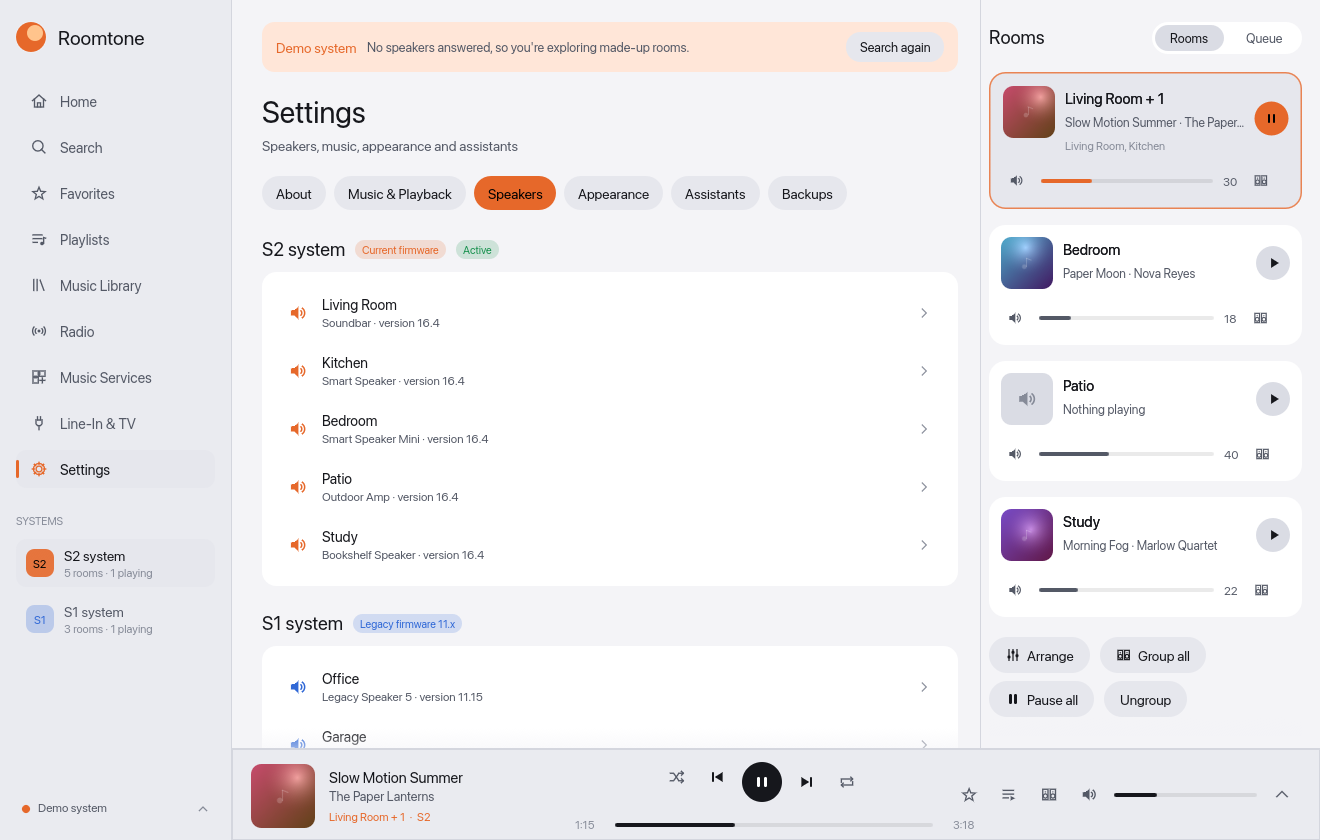 Roomtone
Home
Search
Favorites
Playlists
Music Library
Radio
Music Services
Line-In & TV
Settings
SYSTEMS
S2
S2 system
5 rooms · 1 playing
S1
S1 system
3 rooms · 1 playing
Demo system
Demo system No speakers answered, so you're exploring made-up rooms. Search again
Settings
Speakers, music, appearance and assistants
About Music & Playback Speakers Appearance Assistants Backups
S2 system Current firmware Active
Living Room
Soundbar · version 16.4
Kitchen
Smart Speaker · version 16.4
Bedroom
Smart Speaker Mini · version 16.4
Patio
Outdoor Amp · version 16.4
Study
Bookshelf Speaker · version 16.4
S1 system Legacy firmware 11.x
Office
Legacy Speaker 5 · version 11.15
Garage
Rooms Rooms Queue
Living Room + 1
Slow Motion Summer · The Paper...
Living Room, Kitchen
30
Bedroom
Paper Moon · Nova Reyes
18
Patio
Nothing playing
40
Study
Morning Fog · Marlow Quartet
22
Arrange Group all
Pause all Ungroup
Slow Motion Summer
The Paper Lanterns
Living Room + 1 · S2
1:15 3:18